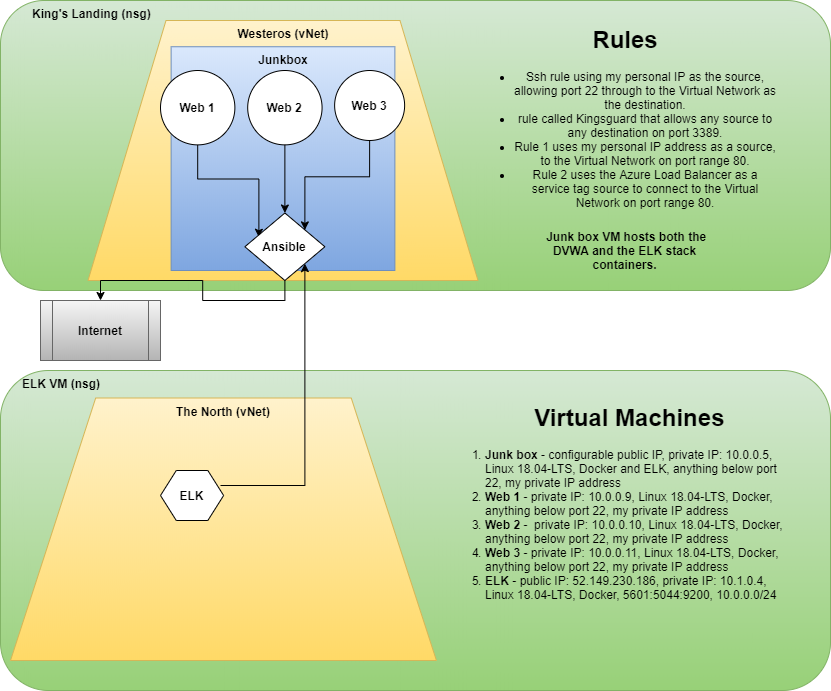 King's Landing (nsg)
Westeros (vNet)
Junkbox
Web 1
Web 2
Web 3
Ansible
Rules
Ssh rule using my personal IP as the source,
allowing port 22 through to the Virtual Network as
the destination.
rule called Kingsguard that allows any source to
any destination on port 3389.
Rule 1 uses my personal IP address as a source,
to the Virtual Network on port range 80.
Rule 2 uses the Azure Load Balancer as a
service tag source to connect to the Virtual
Network on port range 80.
Junk box VM hosts both the
DVWA and the ELK stack
containers.
Internet
ELK VM (nsg)
The North (vNet)
ELK
Virtual Machines
1. Junk box - configurable public IP, private IP: 10.0.0.5,
Linux 18.04-LTS, Docker and ELK, anything below port
22, my private IP address
2. Web 1 - private IP: 10.0.0.9, Linux 18.04-LTS, Docker,
anything below port 22, my private IP address
3. Web 2 - private IP: 10.0.0.10, Linux 18.04-LTS, Docker,
anything below port 22, my private IP address
4. Web 3 - private IP: 10.0.0.11, Linux 18.04-LTS, Docker,
anything below port 22, my private IP address
5. ELK - public IP: 52.149.230.186, private IP: 10.1.0.4,
Linux 18.04-LTS, Docker, 5601:5044:9200, 10.0.0.0/24